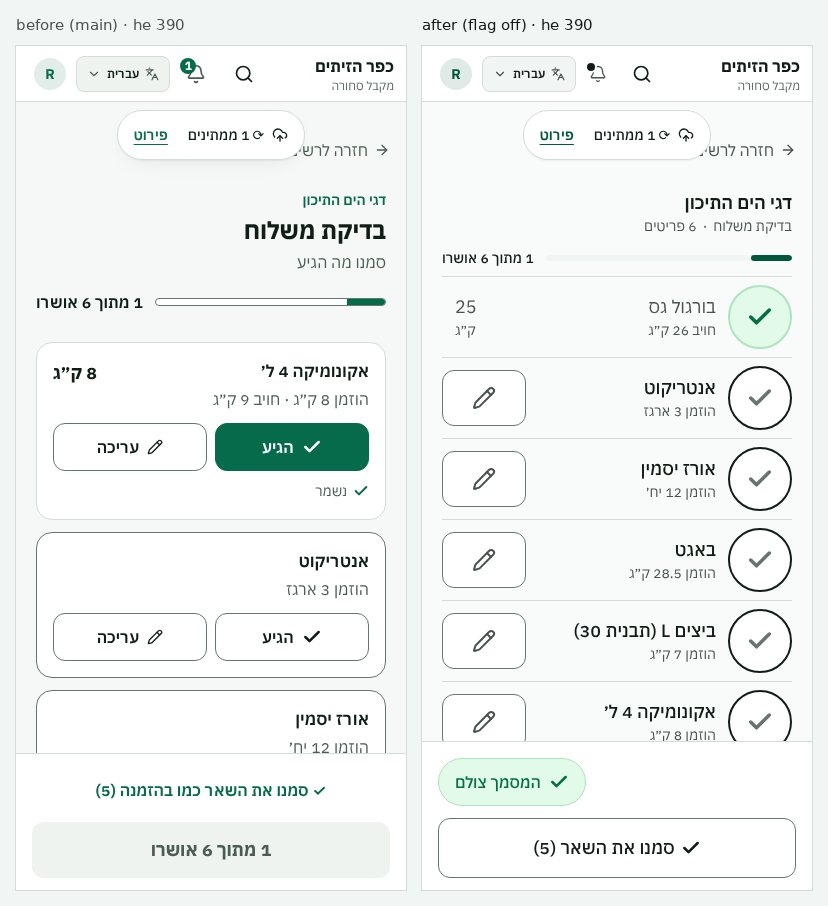 before (main) · he 390
כפר הזיתים
מקבל סחורה
עברית
1
R
1 ממתינים
פירוט
חזרה לרשי
דגי הים התיכון
בדיקת משלוח
סמנו מה הגיע
1 מתוך 6 אושרו
אקונומיקה 4 ל׳
8 ק״ג
הוזמן 8 ק״ג · חויב 9 ק״ג
הגיע
עריכה
נשמר
אנטריקוט
הוזמן 3 ארגז
הגיע
עריכה
אורז יסמין
הוזמן 12 יח׳
סמנו את השאר כמו בהזמנה (5)
1 מתוך 6 אושרו
after (flag off) · he 390
כפר הזיתים
מקבל סחורה
עברית
R
1 ממתינים
פירוט
חזרה לרשי
דגי הים התיכון
בדיקת משלוח · 6 פריטים
1 מתוך 6 אושרו
בורגול גס
חויב 26 ק״ג
25
ק״ג
אנטריקוט
הוזמן 3 ארגז
אורז יסמין
הוזמן 12 יח׳
באגט
הוזמן 28.5 ק״ג
ביצים L (תבנית 30)
הוזמן 7 ק״ג
אקונומיקה 4 ל׳
הוזמן 8 ק״ג
המסמך צולם
סמנו את השאר (5)